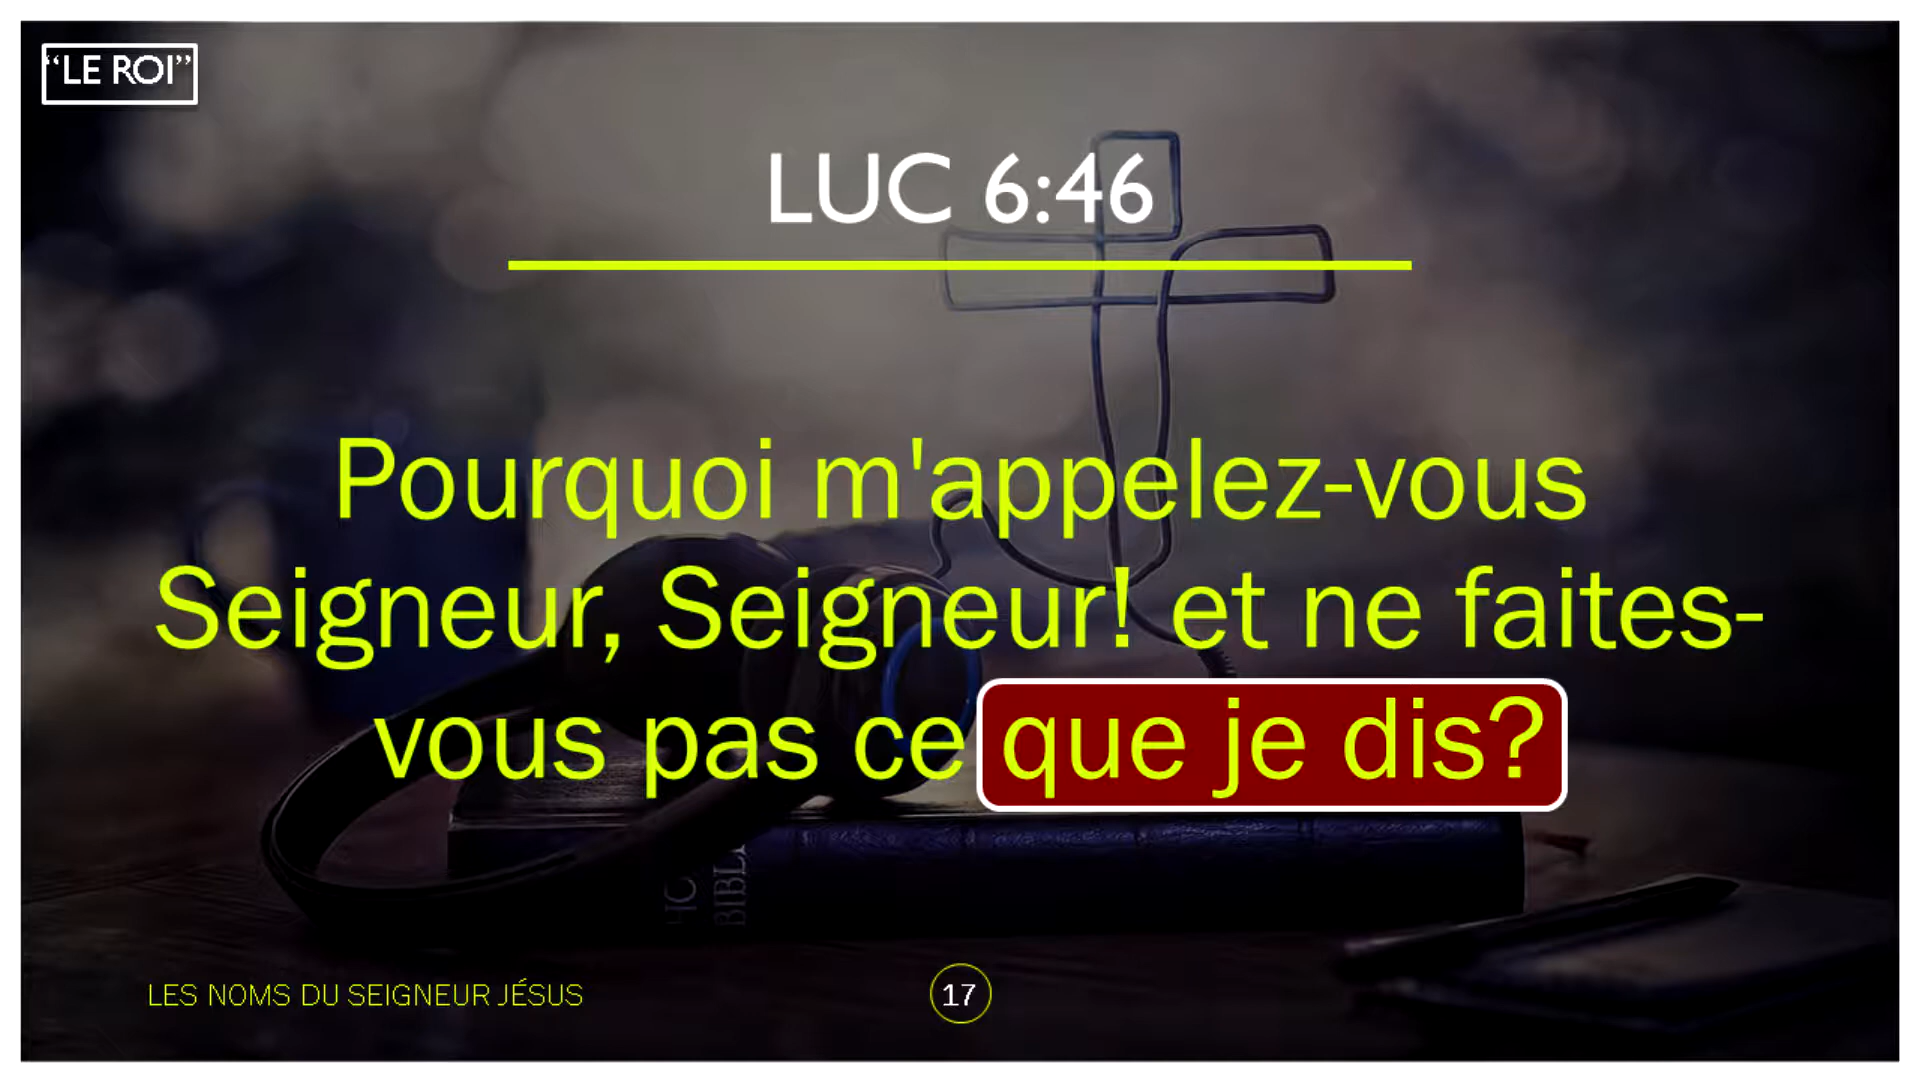 “LE ROI”
LUC 6:46
Pourquoi m'appelez-vous
Seigneur, Seigneur! et ne faites-
vous pas ce que je dis?
BIBLE
LES NOMS DU SEIGNEUR JÉSUS
17